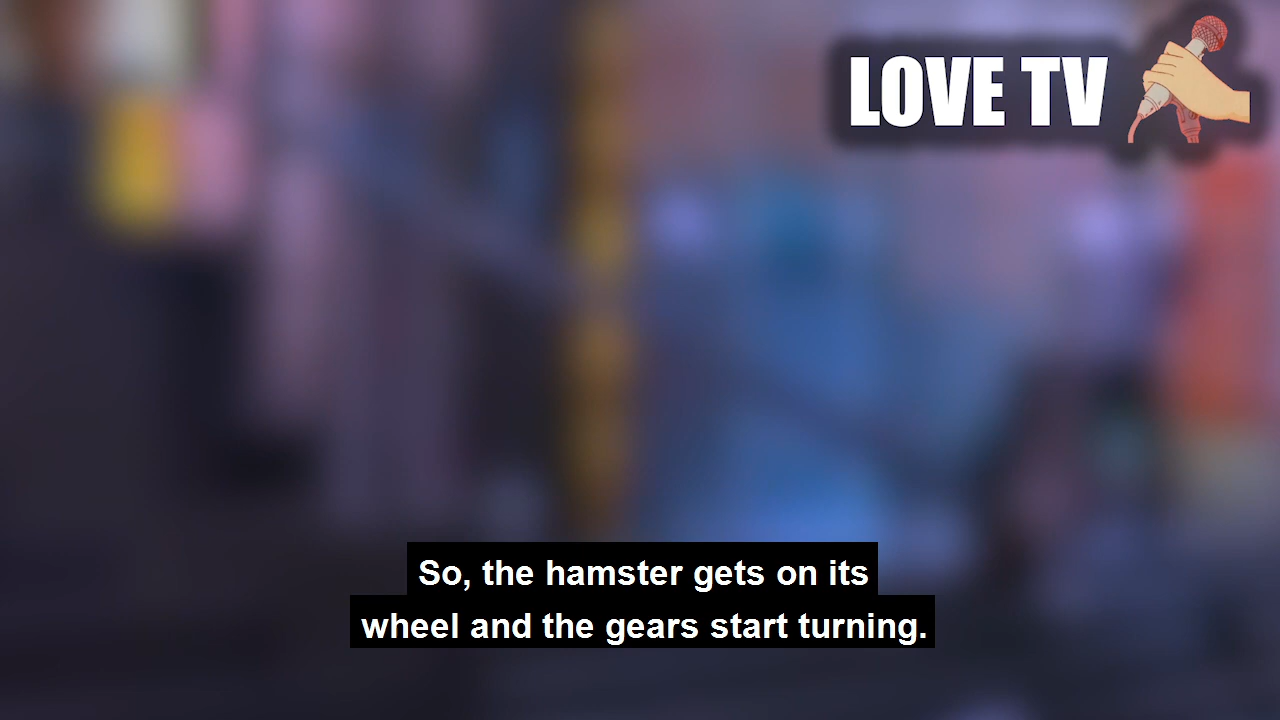 LOVE TV
So, the hamster gets on its
wheel and the gears start turning.